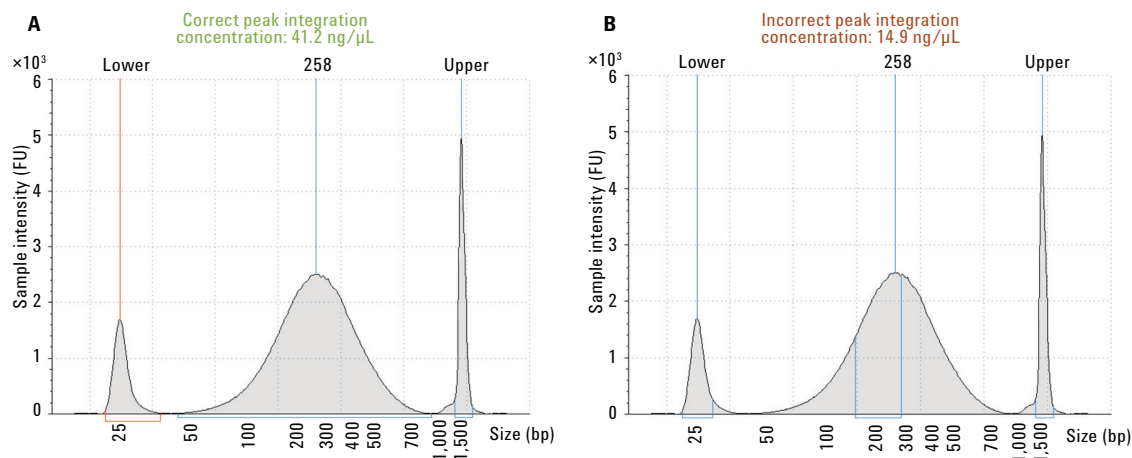 A
Correct peak integration
concentration: 41.2 ng/µL
×10³
Lower
258
Upper
Sample intensity (FU)
6
5
4
3
2
1
0
25
50
100
200
300
400
500
700
1,000
1,500
Size (bp)
B
Incorrect peak integration
concentration: 14.9 ng/µL
×10³
Lower
258
Upper
Sample intensity (FU)
6
5
4
3
2
1
0
25
50
100
200
300
400
500
700
1,000
1,500
Size (bp)